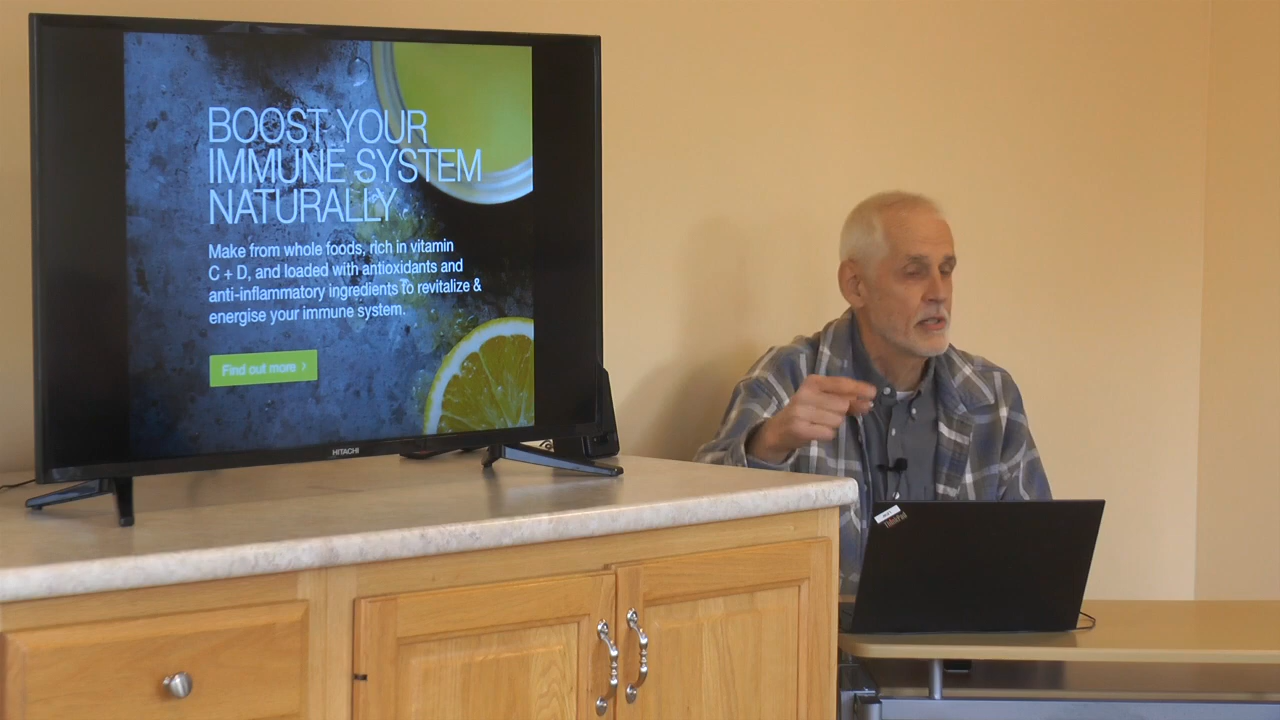 BOOST YOUR
IMMUNE SYSTEM
NATURALLY
Make from whole foods, rich in vitamin
C + D, and loaded with antioxidants and
anti-inflammatory ingredients to revitalize &
energise your immune system.
Find out more >
HITACHI
ThinkPad